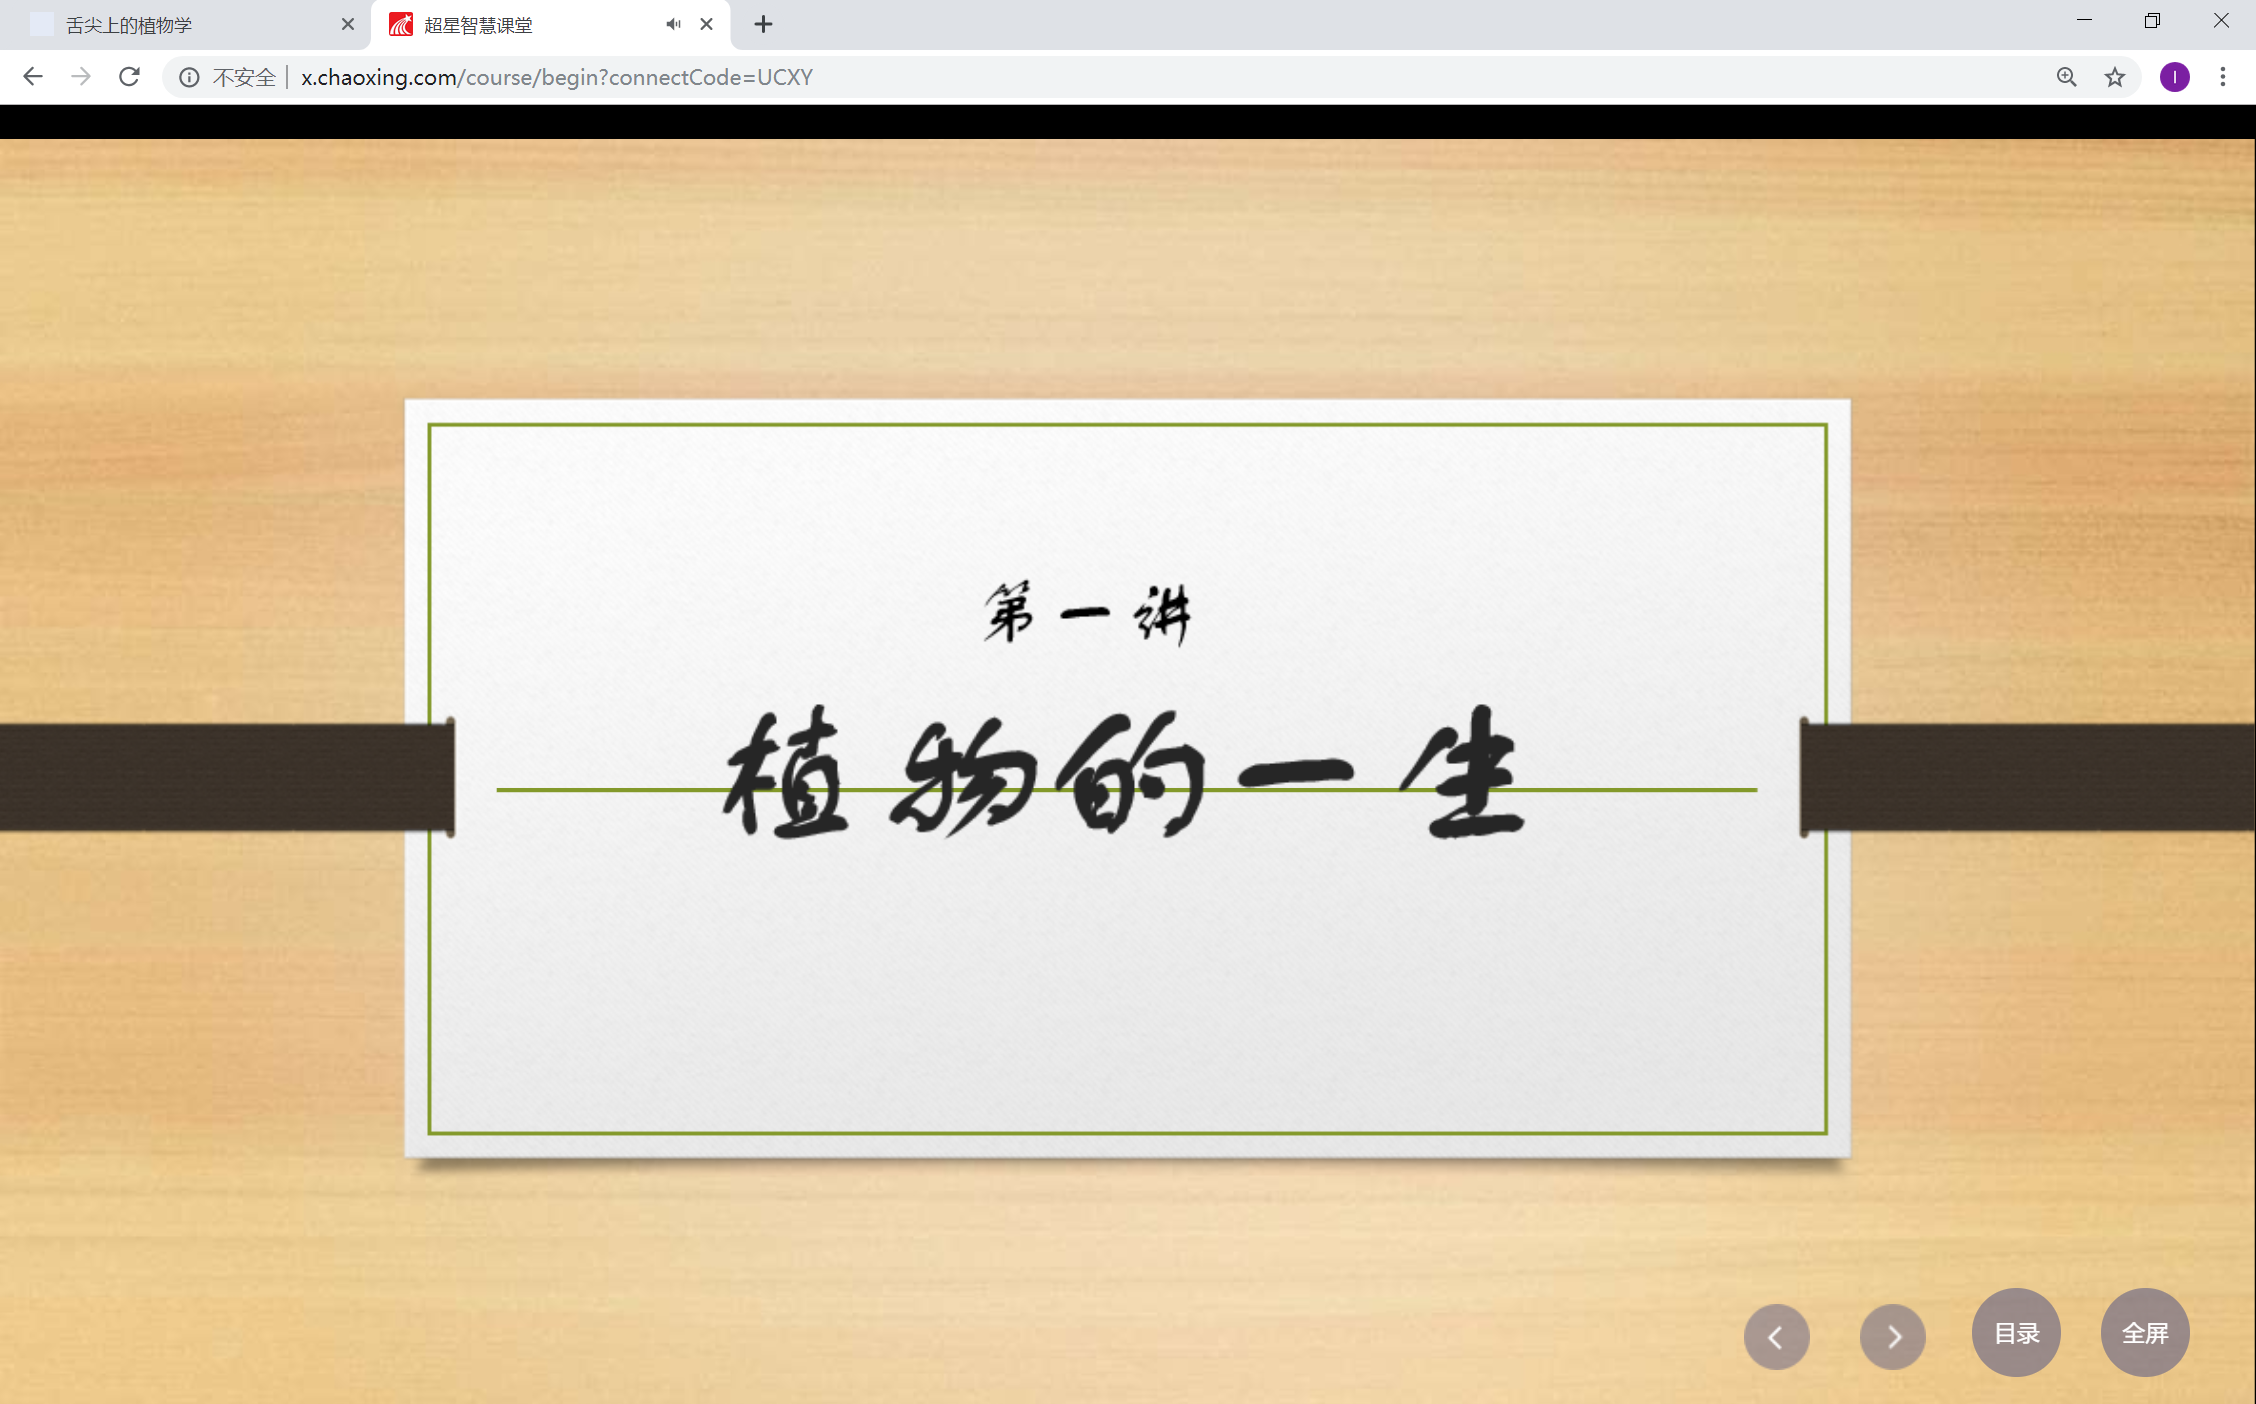 舌尖上的植物学
超星智慧课堂
不安全 | x.chaoxing.com/course/begin?connectCode=UCXY
I
第一讲
植物的一生
目录
全屏